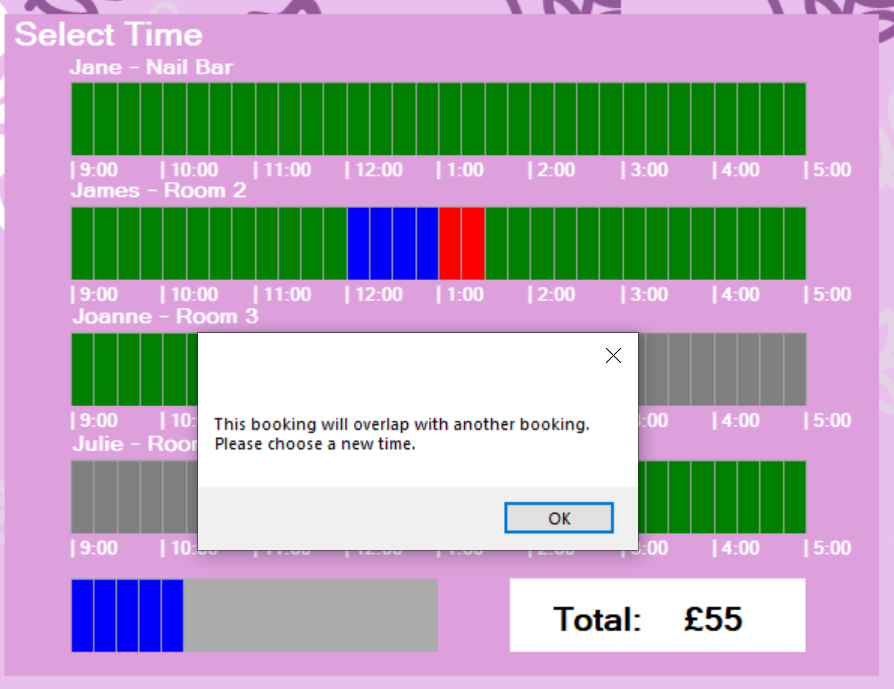 Select Time
Jane - Nail Bar
| 9:00 | 10:00 | 11:00 | 12:00 | 1:00 | 2:00 | 3:00 | 4:00 | 5:00
James - Room 2
| 9:00 | 10:00 | 11:00 | 12:00 | 1:00 | 2:00 | 3:00 | 4:00 | 5:00
Joanne - Room 3
| 9:00 | 10: :00 | 4:00 | 5:00
This booking will overlap with another booking.
Please choose a new time.
Julie - Roo
OK
| 9:00 | 10: :00 | 4:00 | 5:00
Total: £55